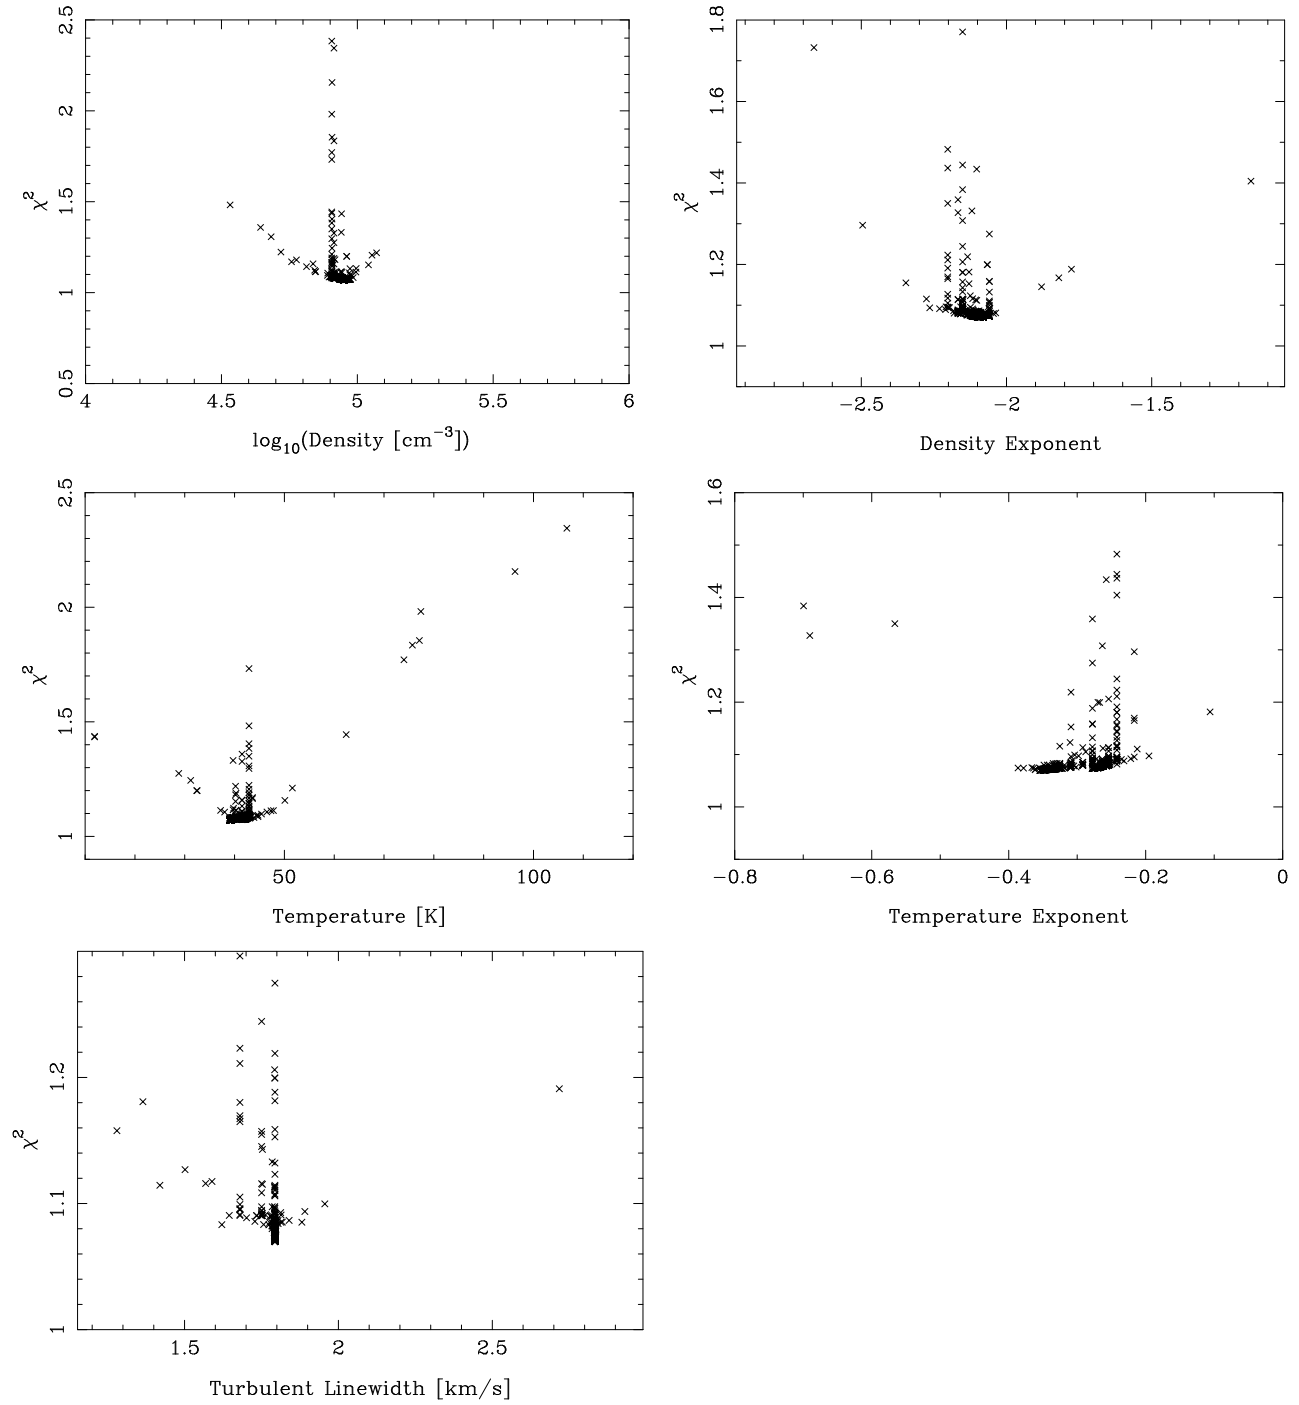 2.5
2
1.5
1
0.5
χ²
4 4.5 5 5.5 6
log₁₀(Density [cm⁻³])
1.8
1.6
1.4
1.2
1
χ²
−2.5 −2 −1.5
Density Exponent
2.5
2
1.5
1
χ²
50 100
Temperature [K]
1.6
1.4
1.2
1
χ²
−0.8 −0.6 −0.4 −0.2 0
Temperature Exponent
1.2
1.1
1
χ²
1.5 2 2.5
Turbulent Linewidth [km/s]